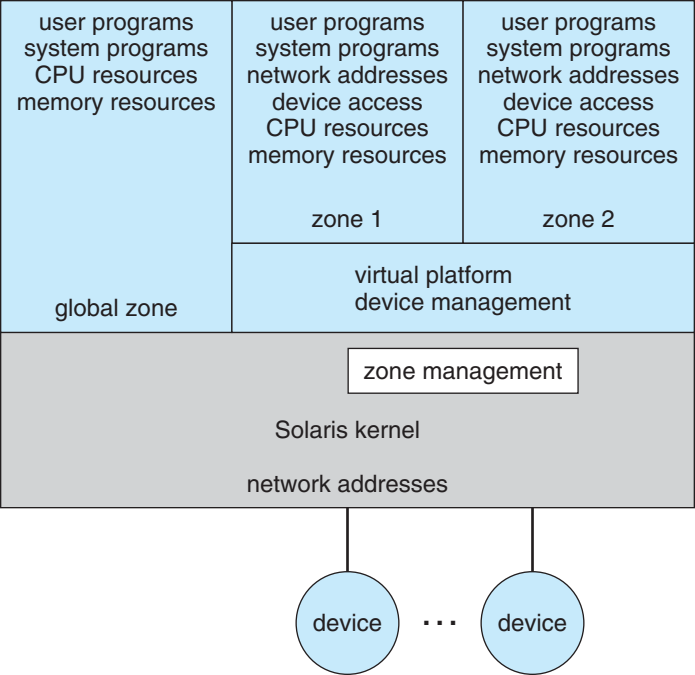 user programs
system programs
CPU resources
memory resources
global zone
user programs
system programs
network addresses
device access
CPU resources
memory resources
zone 1
user programs
system programs
network addresses
device access
CPU resources
memory resources
zone 2
virtual platform
device management
zone management
Solaris kernel
network addresses
device
. . .
device